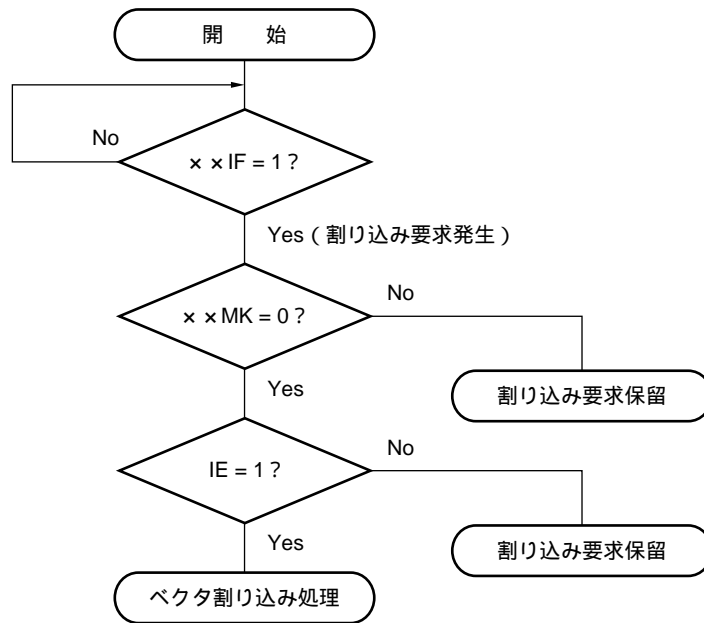 開　　始
No
××IF = 1 ?
Yes ( 割り込み要求発生 )
No
××MK = 0 ?
Yes
割り込み要求保留
No
IE = 1 ?
Yes
割り込み要求保留
ベクタ割り込み処理